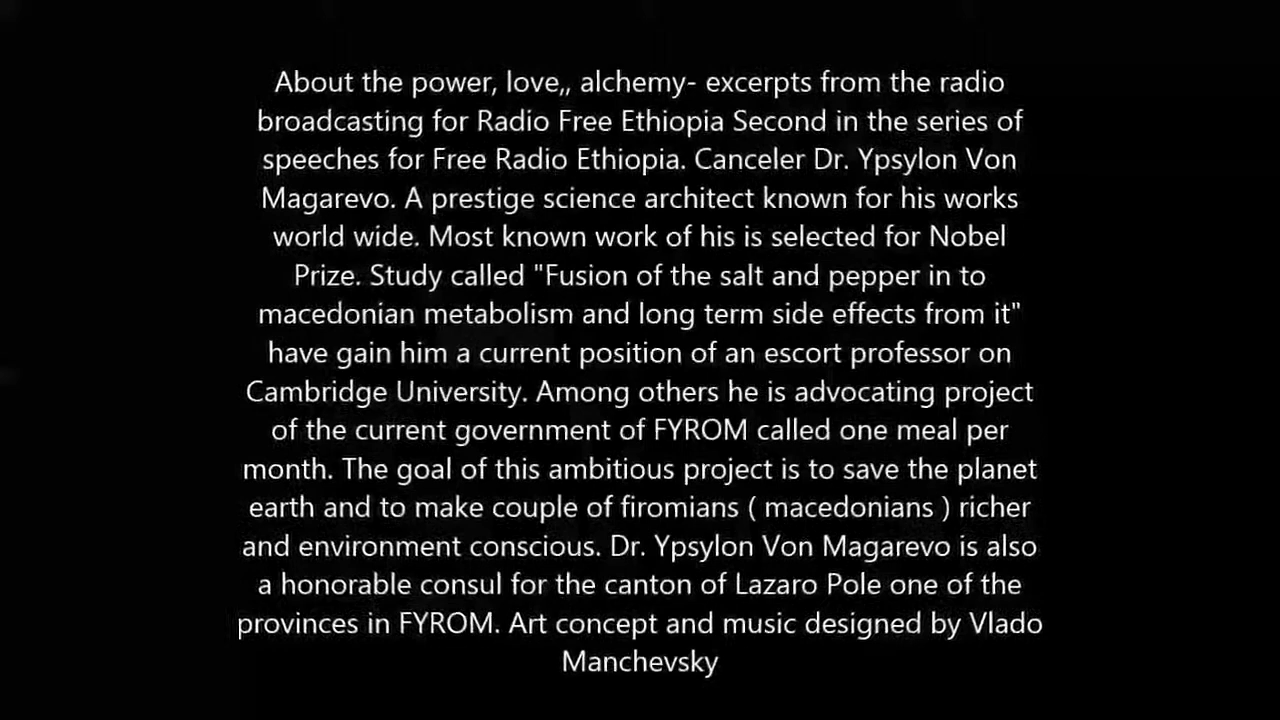 About the power, love,, alchemy- excerpts from the radio
broadcasting for Radio Free Ethiopia Second in the series of
speeches for Free Radio Ethiopia. Canceler Dr. Ypsylon Von
Magarevo. A prestige science architect known for his works
world wide. Most known work of his is selected for Nobel
Prize. Study called "Fusion of the salt and pepper in to
macedonian metabolism and long term side effects from it"
have gain him a current position of an escort professor on
Cambridge University. Among others he is advocating project
of the current government of FYROM called one meal per
month. The goal of this ambitious project is to save the planet
earth and to make couple of firomians ( macedonians ) richer
and environment conscious. Dr. Ypsylon Von Magarevo is also
a honorable consul for the canton of Lazaro Pole one of the
provinces in FYROM. Art concept and music designed by Vlado
Manchevsky